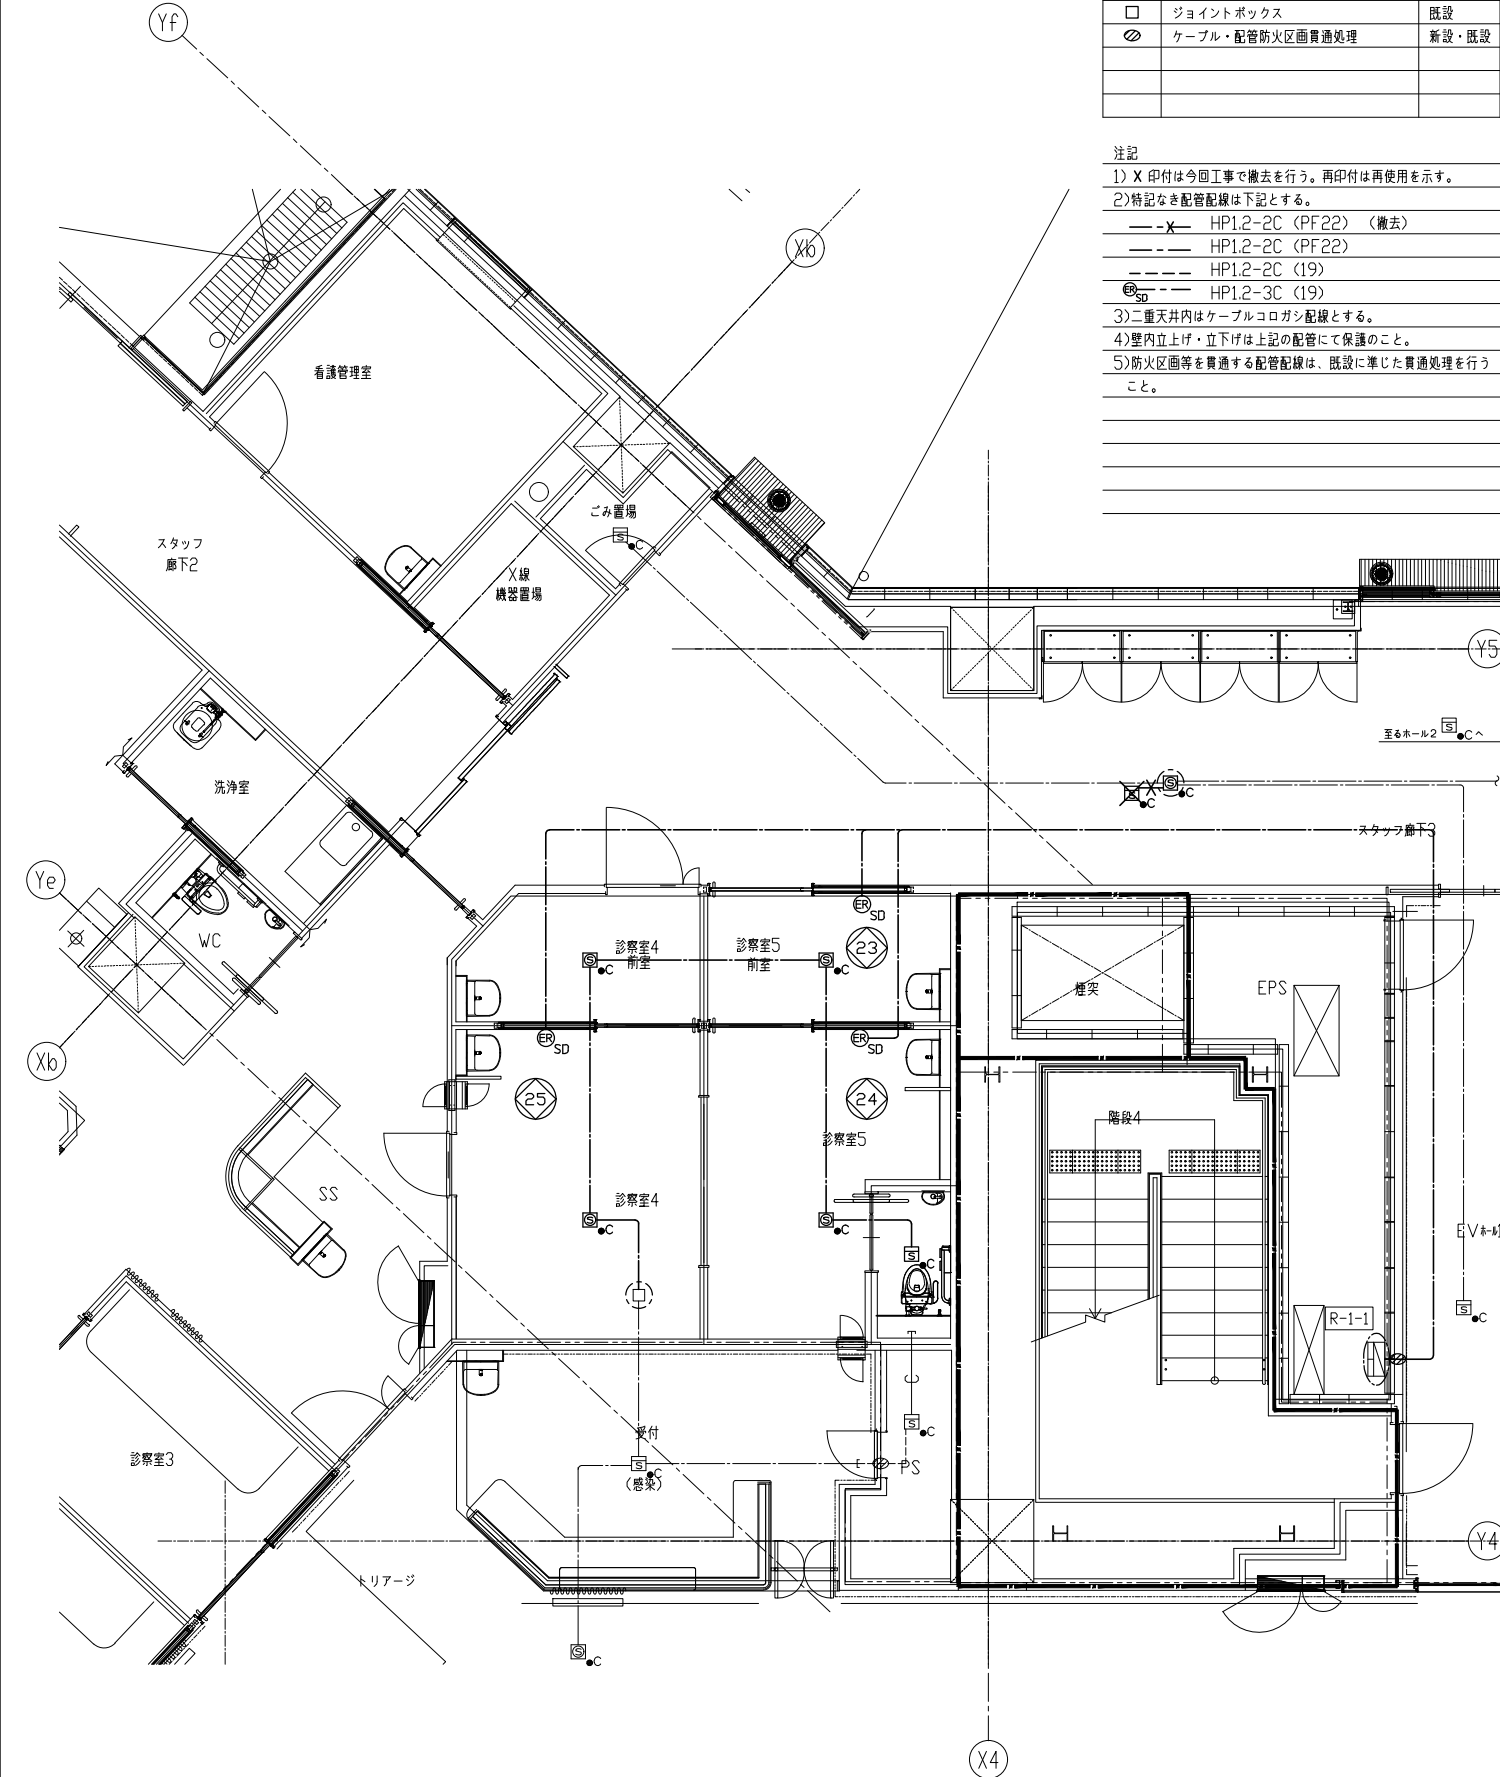 Yf
ジョイントボックス 既設
ケーブル・配管防火区画貫通処理 新設・既設
注記
1) X 印付は今回工事で撤去を行う。再印付は再使用を示す。
2)特記なき配管配線は下記とする。
X HP1.2-2C (PF22) (撤去)
HP1.2-2C (PF22)
HP1.2-2C (19)
ER SD HP1.2-3C (19)
3)二重天井内はケーブルコロガシ配線とする。
4)壁内立上げ・立下げは上記の配管にて保護のこと。
5)防火区画等を貫通する配管配線は、既設に準じた貫通処理を行う
こと。
Xb
看護管理室
ごみ置場
S C
スタッフ
廊下2
X線
機器置場
Y5
至るホール2 S C へ
洗浄室
S C
S C
スタッフ廊下3
Ye
WC
ER SD
23
診察室4
前室
S C
診察室5
前室
S C
煙突
EPS
Xb
ER SD
ER SD
25
24
H
H
階段4
診察室5
SS
診察室4
S C
S C
S C
EVホール1
S C
R-1-1
C
S C
受付
S C
(感染)
PS
診察室3
H
H
Y4
トリアージ
S C
X4